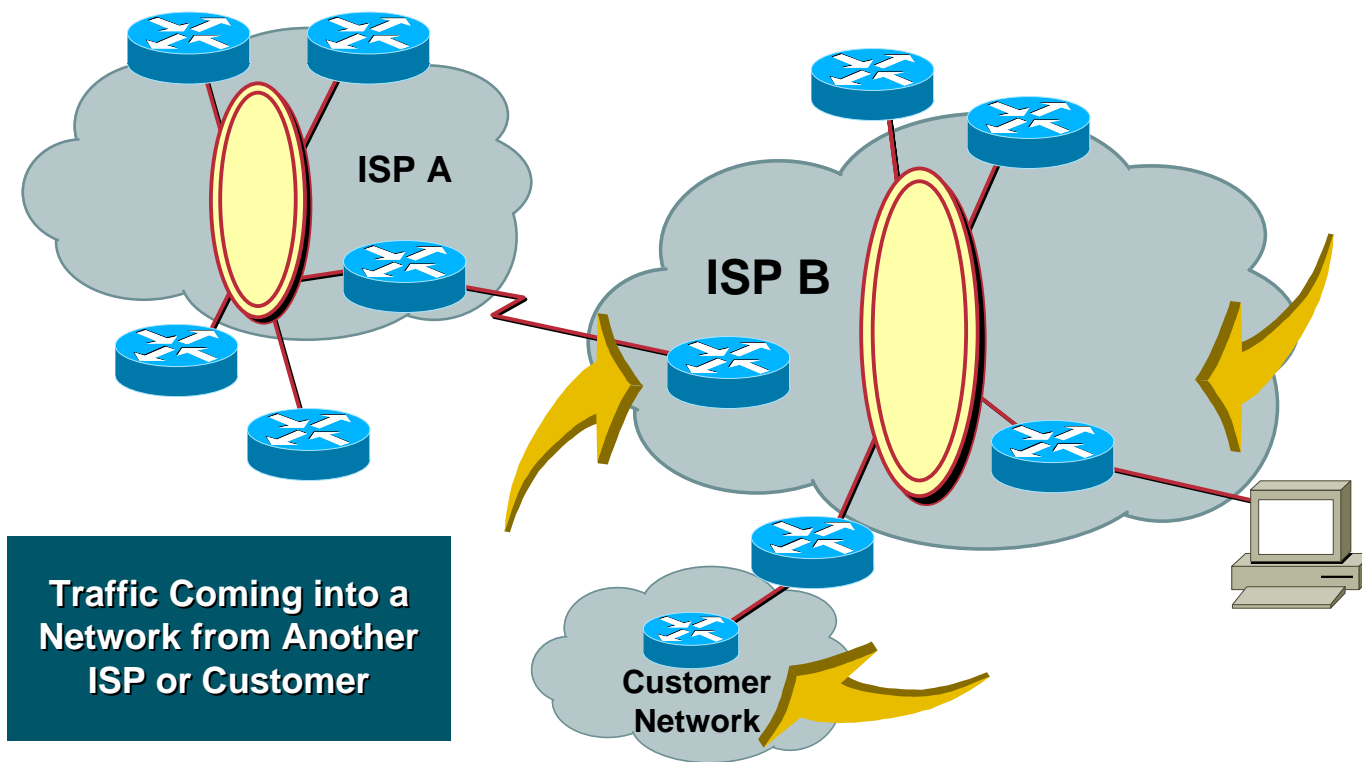 ISP A
ISP B
Traffic Coming into a
Network from Another
ISP or Customer
Customer
Network